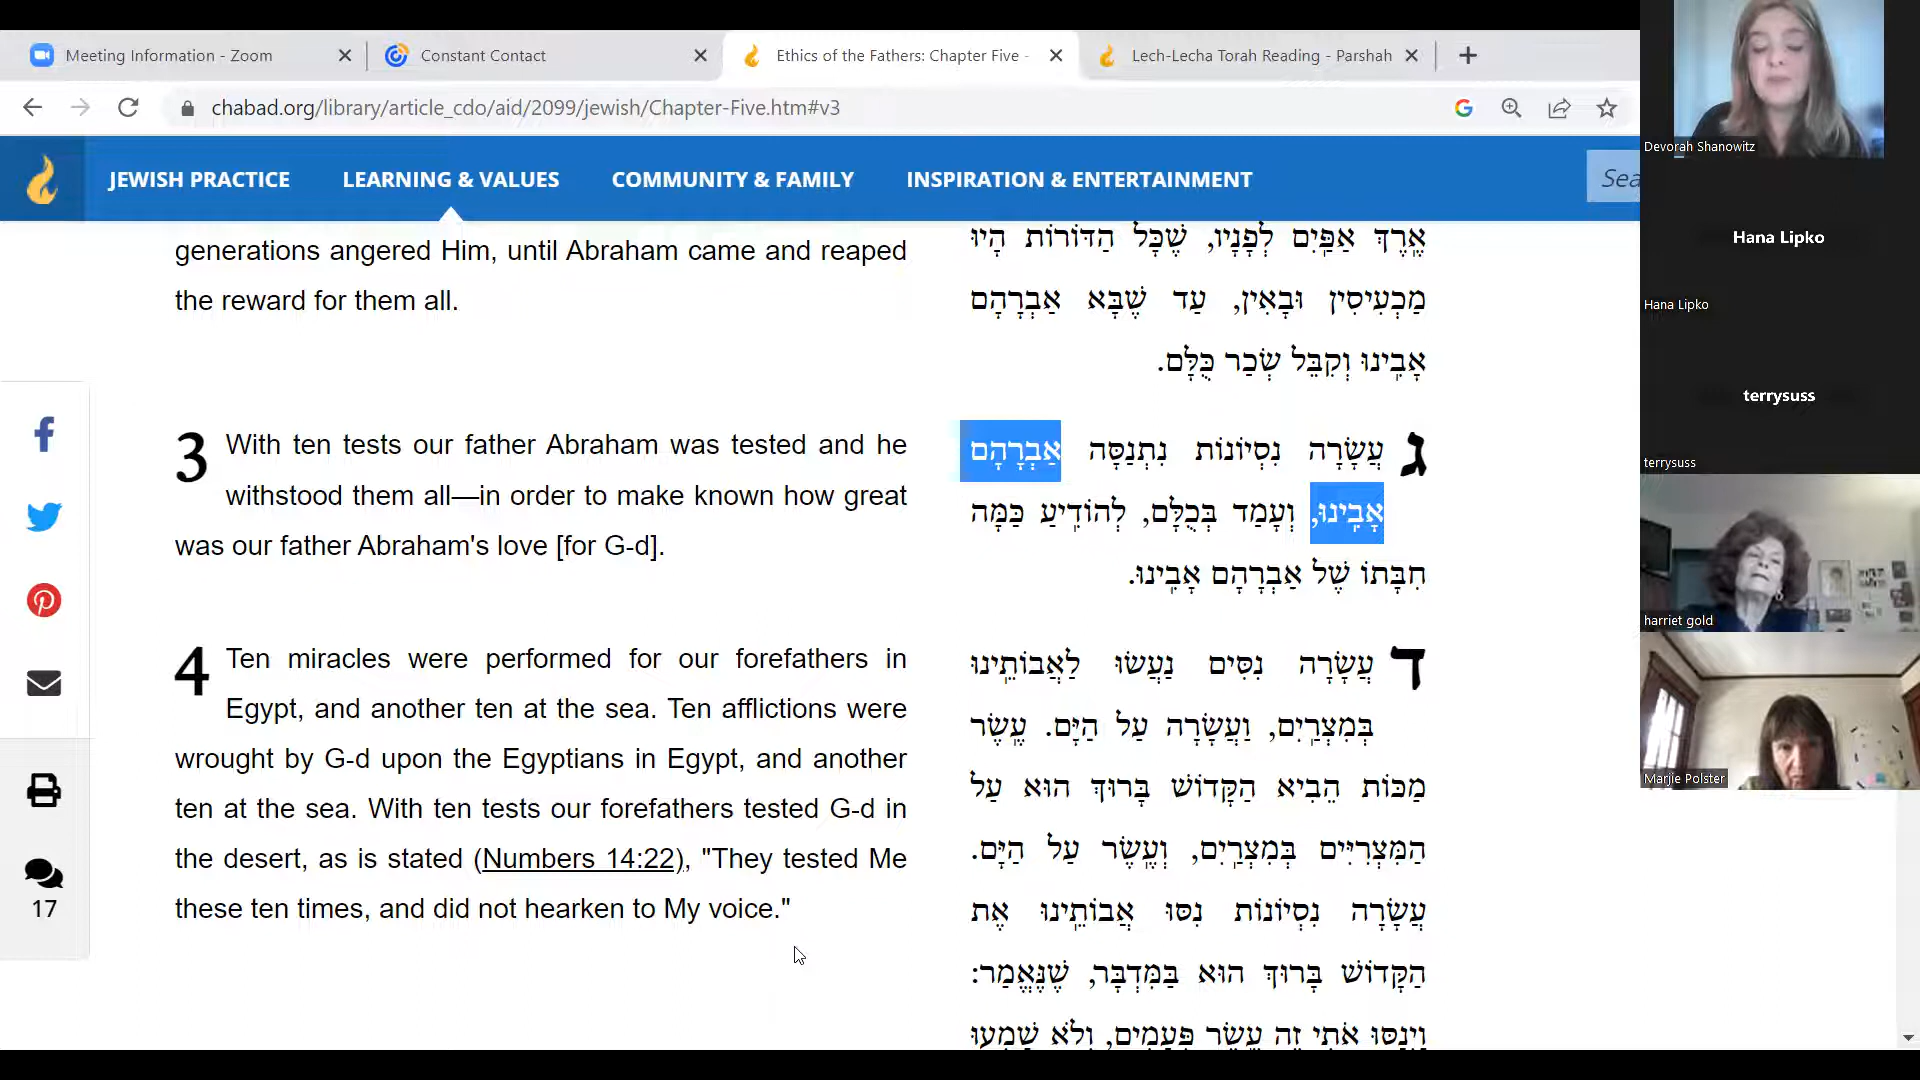 Meeting Information - Zoom
Constant Contact
Ethics of the Fathers: Chapter Five -
Lech-Lecha Torah Reading - Parshah
chabad.org/library/article_cdo/aid/2099/jewish/Chapter-Five.htm#v3
JEWISH PRACTICE
LEARNING & VALUES
COMMUNITY & FAMILY
INSPIRATION & ENTERTAINMENT
Sea
generations angered Him, until Abraham came and reaped
the reward for them all.
3 With ten tests our father Abraham was tested and he
withstood them all—in order to make known how great
was our father Abraham's love [for G-d].
4 Ten miracles were performed for our forefathers in
Egypt, and another ten at the sea. Ten afflictions were
wrought by G-d upon the Egyptians in Egypt, and another
ten at the sea. With ten tests our forefathers tested G-d in
the desert, as is stated (Numbers 14:22), "They tested Me
these ten times, and did not hearken to My voice."
אֶרֶךְ אַפַּיִם לְפָנָיו, שֶׁכָּל הַדּוֹרוֹת הָיוּ
מַכְעִיסִין וּבָאִין, עַד שֶׁבָּא אַבְרָהָם
אָבִינוּ וְקִבֵּל שְׂכַר כֻּלָּם.
ג עֲשָׂרָה נִסְיוֹנוֹת נִתְנַסָּה אַבְרָהָם
אָבִינוּ, וְעָמַד בְּכֻלָּם, לְהוֹדִיעַ כַּמָּה
חִבָּתוֹ שֶׁל אַבְרָהָם אָבִינוּ.
ד עֲשָׂרָה נִסִּים נַעֲשׂוּ לַאֲבוֹתֵינוּ
בְּמִצְרַיִם, וַעֲשָׂרָה עַל הַיָּם. עֶשֶׂר
מַכּוֹת הֵבִיא הַקָּדוֹשׁ בָּרוּךְ הוּא עַל
הַמִּצְרִיִּים בְּמִצְרַיִם, וְעֶשֶׂר עַל הַיָּם.
עֲשָׂרָה נִסְיוֹנוֹת נִסּוּ אֲבוֹתֵינוּ אֶת
הַקָּדוֹשׁ בָּרוּךְ הוּא בַּמִּדְבָּר, שֶׁנֶּאֱמַר:
וַיְנַסּוּ אֹתִי זֶה עֶשֶׂר פְּעָמִים, וְלֹא שָׁמְעוּ
17
Devorah Shanowitz
Hana Lipko
Hana Lipko
terrysuss
terrysuss
harriet gold
Marjie Polster